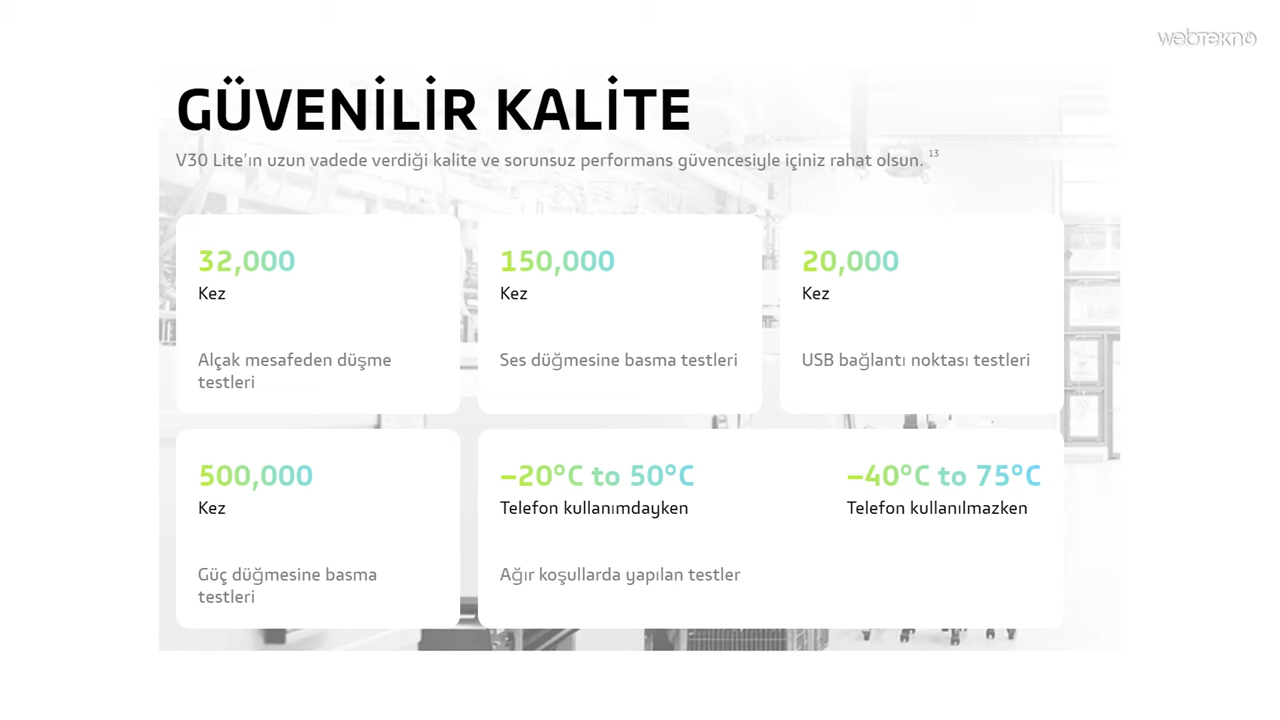 webtekno
GÜVENİLİR KALİTE
V30 Lite'ın uzun vadede verdiği kalite ve sorunsuz performans güvencesiyle içiniz rahat olsun. 13
32,000
Kez
Alçak mesafeden düşme
testleri
150,000
Kez
Ses düğmesine basma testleri
20,000
Kez
USB bağlantı noktası testleri
500,000
Kez
Güç düğmesine basma
testleri
–20°C to 50°C
Telefon kullanımdayken
–40°C to 75°C
Telefon kullanılmazken
Ağır koşullarda yapılan testler